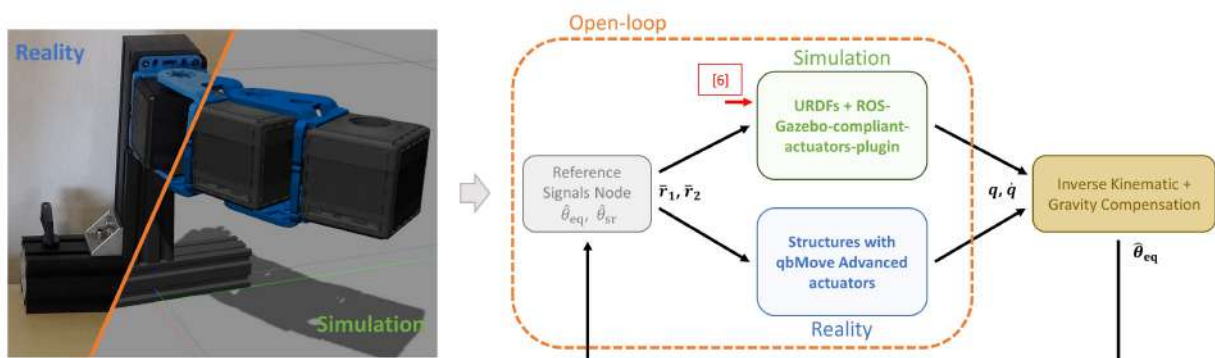 Reality
Simulation
Open-loop
Simulation
[6]
URDFs + ROS-
Gazebo-compliant-
actuators-plugin
Reference
Signals Node
θ̂eq, θ̂sr
r̄₁, r̄₂
q, q̇
Inverse Kinematic +
Gravity Compensation
Structures with
qbMove Advanced
actuators
Reality
θ̂eq